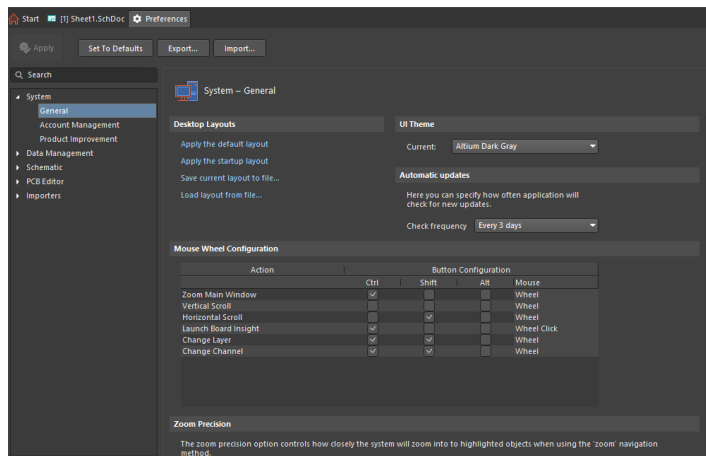 Start [1] Sheet1.SchDoc Preferences
Apply Set To Defaults Export... Import...
Search
System
General
Account Management
Product Improvement
Data Management
Schematic
PCB Editor
Importers
System – General
Desktop Layouts
Apply the default layout
Apply the startup layout
Save current layout to file...
Load layout from file...
UI Theme
Current: Altium Dark Gray
Automatic updates
Here you can specify how often application will
check for new updates.
Check frequency Every 3 days
Mouse Wheel Configuration
Action Button Configuration
Ctrl Shift Alt Mouse
Zoom Main Window Wheel
Vertical Scroll Wheel
Horizontal Scroll Wheel
Launch Board Insight Wheel Click
Change Layer Wheel
Change Channel Wheel
Zoom Precision
The zoom precision option controls how closely the system will zoom into to highlighted objects when using the 'zoom' navigation
method.